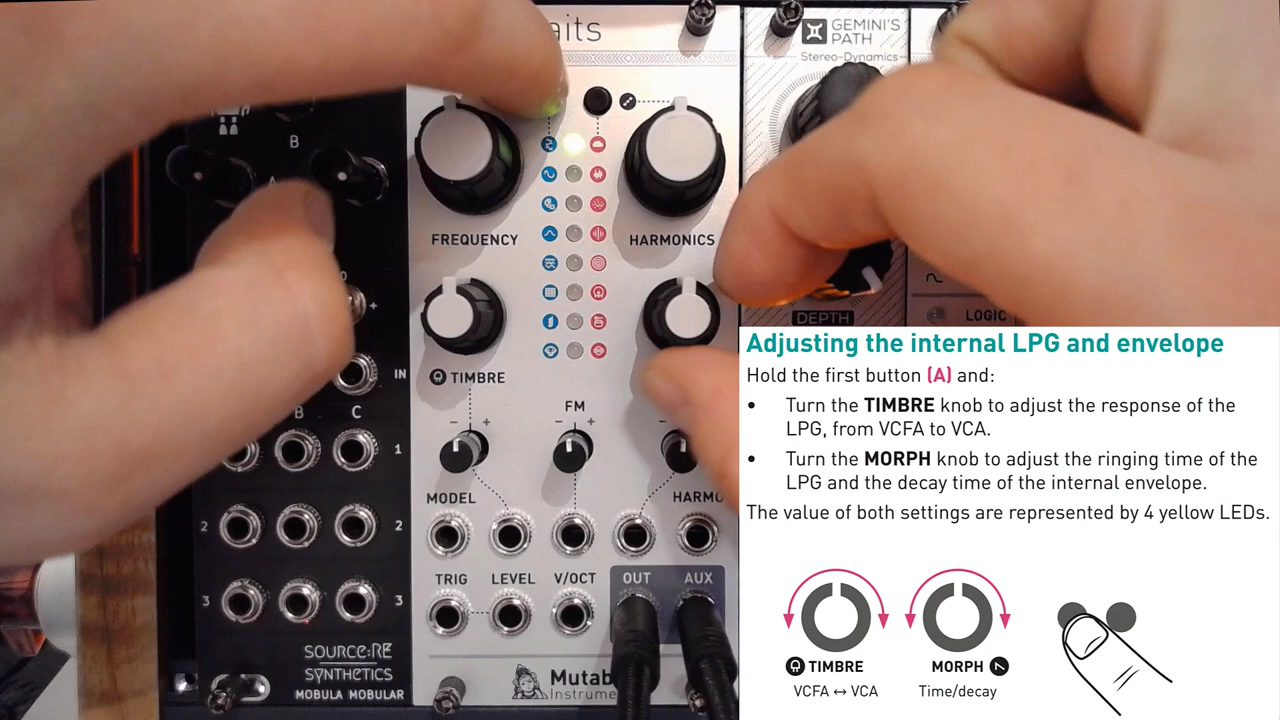 aits
GEMINI'S
PATH
Stereo-Dynamics
B
FREQUENCY
HARMONICS
DEPTH
LOGIC
TIMBRE
IN
B
C
FM
1
MODEL
HARMO
2
2
TRIG
LEVEL
V/OCT
OUT
AUX
3
3
SOURCE:RE
SYNTHETICS
MOBULA MOBULAR
Mutab
Instrume
Adjusting the internal LPG and envelope
Hold the first button (A) and:
• Turn the TIMBRE knob to adjust the response of the
LPG, from VCFA to VCA.
• Turn the MORPH knob to adjust the ringing time of the
LPG and the decay time of the internal envelope.
The value of both settings are represented by 4 yellow LEDs.
TIMBRE
VCFA ↔ VCA
MORPH
Time/decay